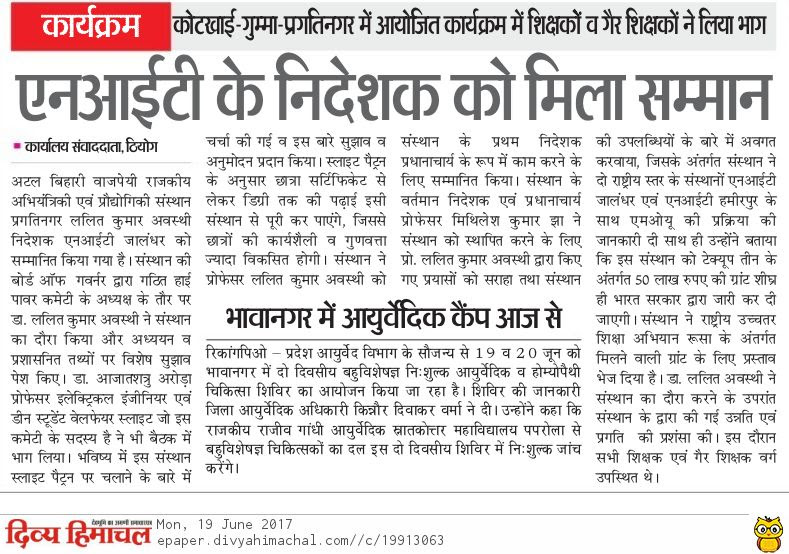 कार्यक्रम
कोटखाई-गुम्मा-प्रगतिनगर में आयोजित कार्यक्रम में शिक्षकों व गैर शिक्षकों ने लिया भाग
एनआईटी के निदेशक को मिला सम्मान
कार्यालय संवाददाता, ठियोग
अटल बिहारी वाजपेयी राजकीय
अभियंत्रिकी एवं प्रौद्योगिकी संस्थान
प्रगतिनगर ललित कुमार अवस्थी
निदेशक एनआईटी जालंधर को
सम्मानित किया गया है। संस्थान की
बोर्ड ऑफ गवर्नर द्वारा गठित हाई
पावर कमेटी के अध्यक्ष के तौर पर
डा. ललित कुमार अवस्थी ने संस्थान
का दौरा किया और अध्ययन व
प्रशासनित तथ्यों पर विशेष सुझाव
पेश किए। डा. आजातशत्रु अरोड़ा
प्रोफेसर इलेक्ट्रिकल इंजीनियर एवं
डीन स्टूडेंट वेलफेयर स्लाइट जो इस
कमेटी के सदस्य है ने भी बैठक में
भाग लिया। भविष्य में इस संस्थान
स्लाइट पैट्रन पर चलाने के बारे में
चर्चा की गई व इस बारे सुझाव व
अनुमोदन प्रदान किया। स्लाइट पैट्रन
के अनुसार छात्रा सर्टिफिकेट से
लेकर डिग्री तक की पढ़ाई इसी
संस्थान से पूरी कर पाएंगे, जिससे
छात्रों की कार्यशैली व गुणवत्ता
ज्यादा विकसित होगी। संस्थान ने
प्रोफेसर ललित कुमार अवस्थी को
संस्थान के प्रथम निदेशक
प्रधानाचार्य के रूप में काम करने के
लिए सम्मानित किया। संस्थान के
वर्तमान निदेशक एवं प्रधानाचार्य
प्रोफेसर मिथिलेश कुमार झा ने
संस्थान को स्थापित करने के लिए
प्रो. ललित कुमार अवस्थी द्वारा किए
गए प्रयासों को सराहा तथा संस्थान
की उपलब्धियों के बारे में अवगत
करवाया, जिसके अंतर्गत संस्थान ने
दो राष्ट्रीय स्तर के संस्थानों एनआईटी
जालंधर एवं एनआईटी हमीरपुर के
साथ एमओयू की प्रक्रिया की
जानकारी दी साथ ही उन्होंने बताया
कि इस संस्थान को टेक्यूप तीन के
अंतर्गत 50 लाख रुपए की ग्रांट शीघ्र
ही भारत सरकार द्वारा जारी कर दी
जाएगी। संस्थान ने राष्ट्रीय उच्चतर
शिक्षा अभियान रूसा के अंतर्गत
मिलने वाली ग्रांट के लिए प्रस्ताव
भेज दिया है। डा. ललित अवस्थी ने
संस्थान का दौरा करने के उपरांत
संस्थान के द्वारा की गई उन्नति एवं
प्रगति की प्रशंसा की। इस दौरान
सभी शिक्षक एवं गैर शिक्षक वर्ग
उपस्थित थे।
भावानगर में आयुर्वेदिक कैंप आज से
रिकांगपिओ – प्रदेश आयुर्वेद विभाग के सौजन्य से 19 व 20 जून को
भावानगर में दो दिवसीय बहुविशेषज्ञ निःशुल्क आयुर्वेदिक व होम्योपैथी
चिकित्सा शिविर का आयोजन किया जा रहा है। शिविर की जानकारी
जिला आयुर्वेदिक अधिकारी किन्नौर दिवाकर वर्मा ने दी। उन्होंने कहा कि
राजकीय राजीव गांधी आयुर्वेदिक स्नातकोत्तर महाविद्यालय पपरोला से
बहुविशेषज्ञ चिकित्सकों का दल इस दो दिवसीय शिविर में निःशुल्क जांच
करेंगे।
दिव्य हिमाचल
Mon, 19 June 2017
epaper.divyahimachal.com//c/19913063